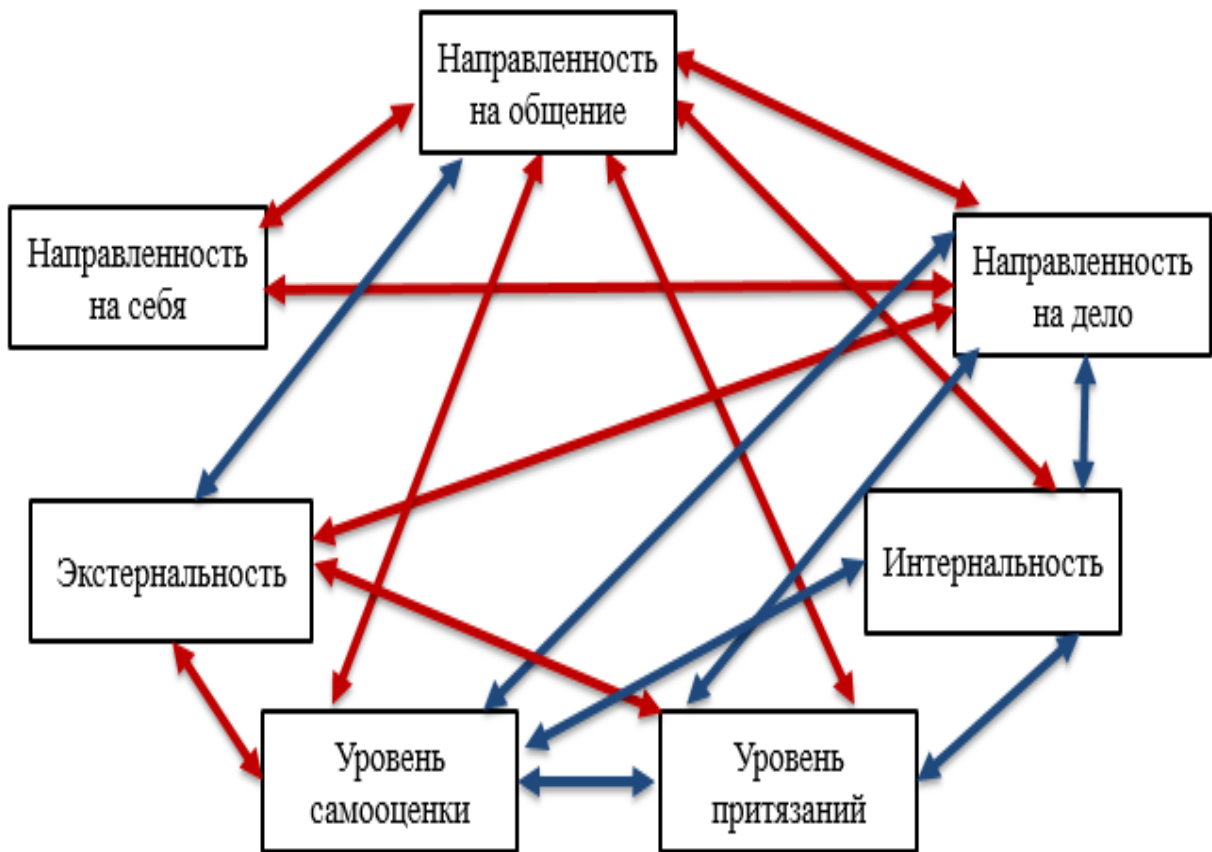 Направленность
на общение
Направленность
на себя
Направленность
на дело
Экстернальность
Интернальность
Уровень
самооценки
Уровень
притязаний